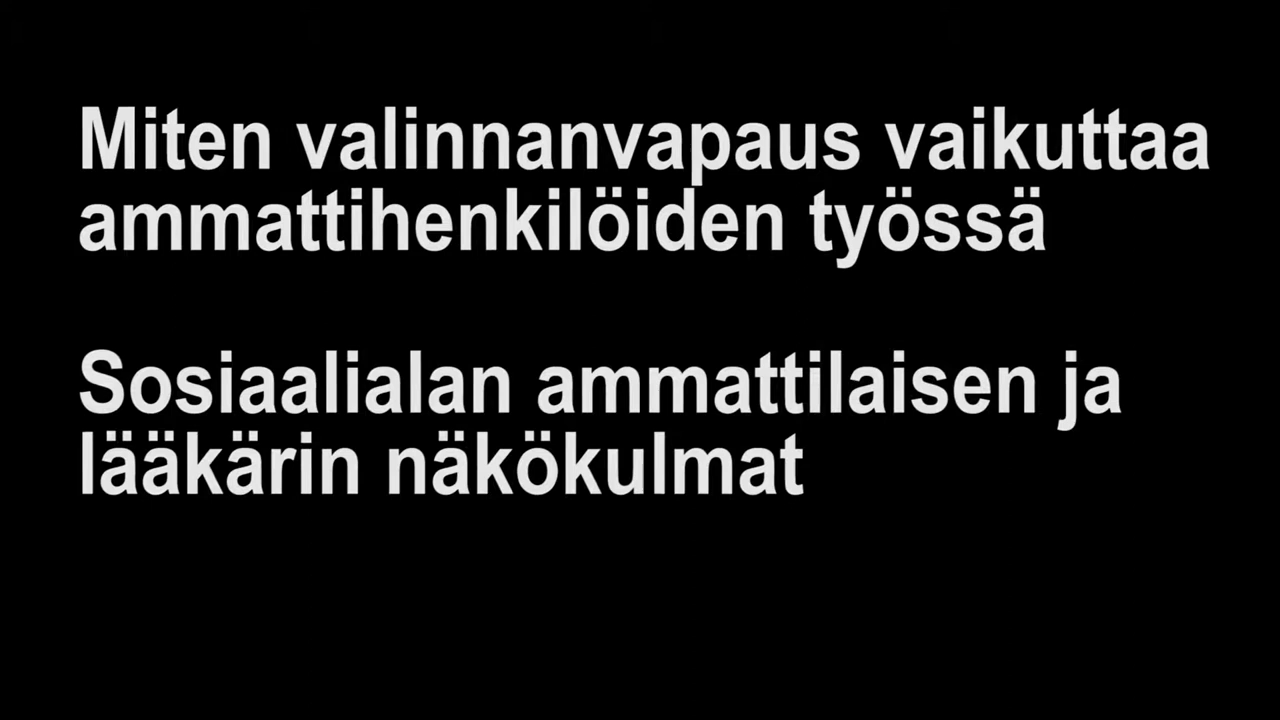 Miten valinnanvapaus vaikuttaa
ammattihenkilöiden työssä
Sosiaalialan ammattilaisen ja
lääkärin näkökulmat